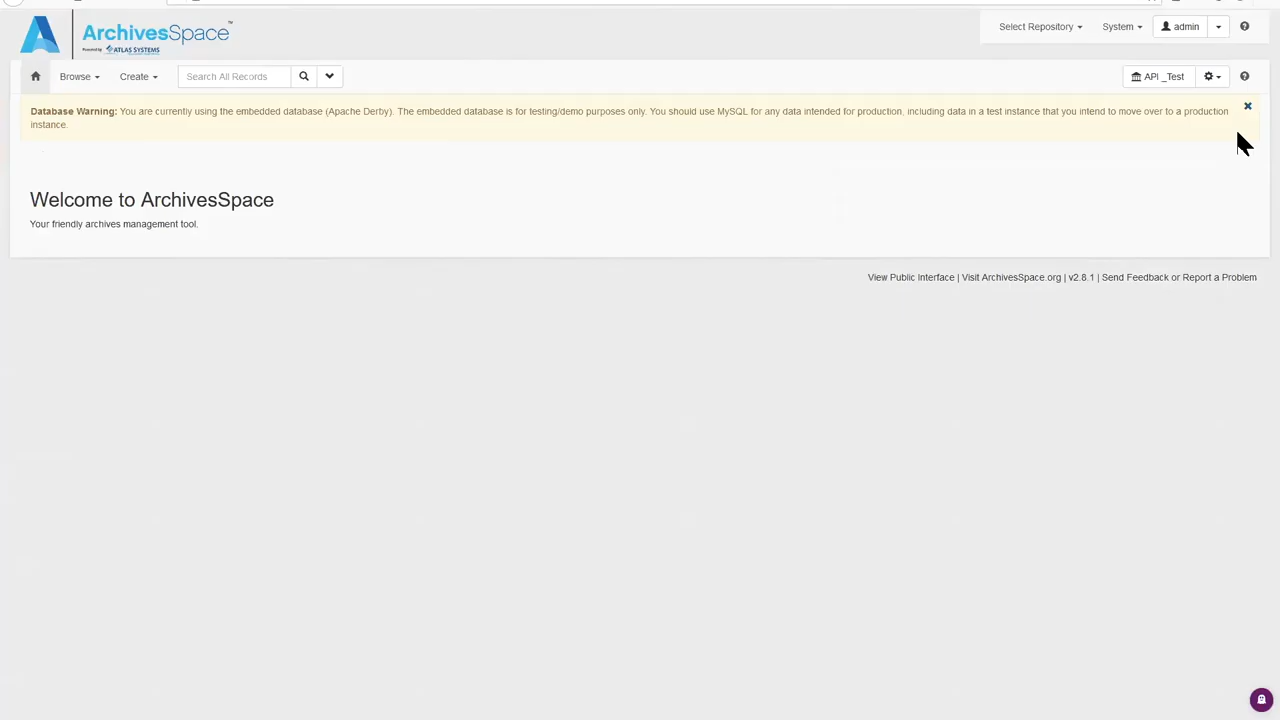 ArchivesSpace™
Powered by ATLAS SYSTEMS
Select Repository
System
admin
Browse
Create
Search All Records
API _Test
Database Warning: You are currently using the embedded database (Apache Derby). The embedded database is for testing/demo purposes only. You should use MySQL for any data intended for production, including data in a test instance that you intend to move over to a production
instance.
Welcome to ArchivesSpace
Your friendly archives management tool.
View Public Interface | Visit ArchivesSpace.org | v2.8.1 | Send Feedback or Report a Problem